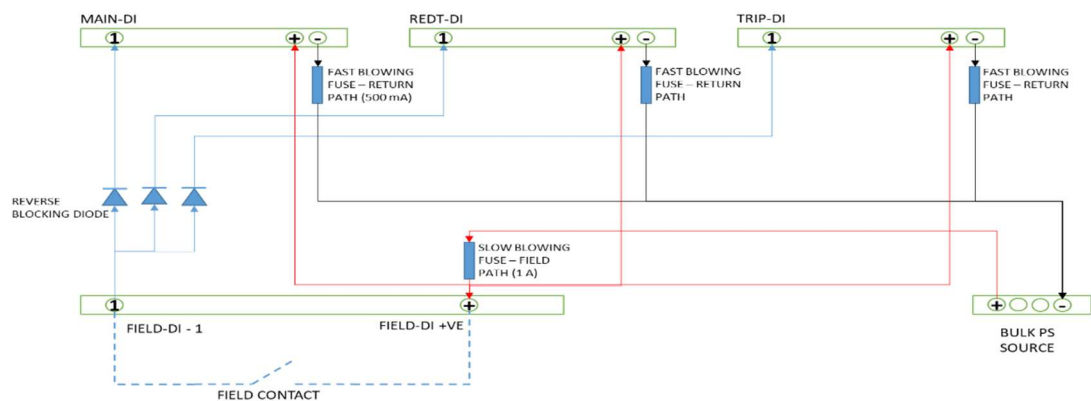 MAIN-DI
REDT-DI
TRIP-DI
1
+
-
1
+
-
1
+
-
FAST BLOWING
FUSE – RETURN
PATH (500 mA)
FAST BLOWING
FUSE – RETURN
PATH
FAST BLOWING
FUSE – RETURN
PATH
REVERSE
BLOCKING DIODE
SLOW BLOWING
FUSE – FIELD
PATH (1 A)
1
+
+
-
FIELD-DI - 1
FIELD-DI +VE
BULK PS
SOURCE
FIELD CONTACT